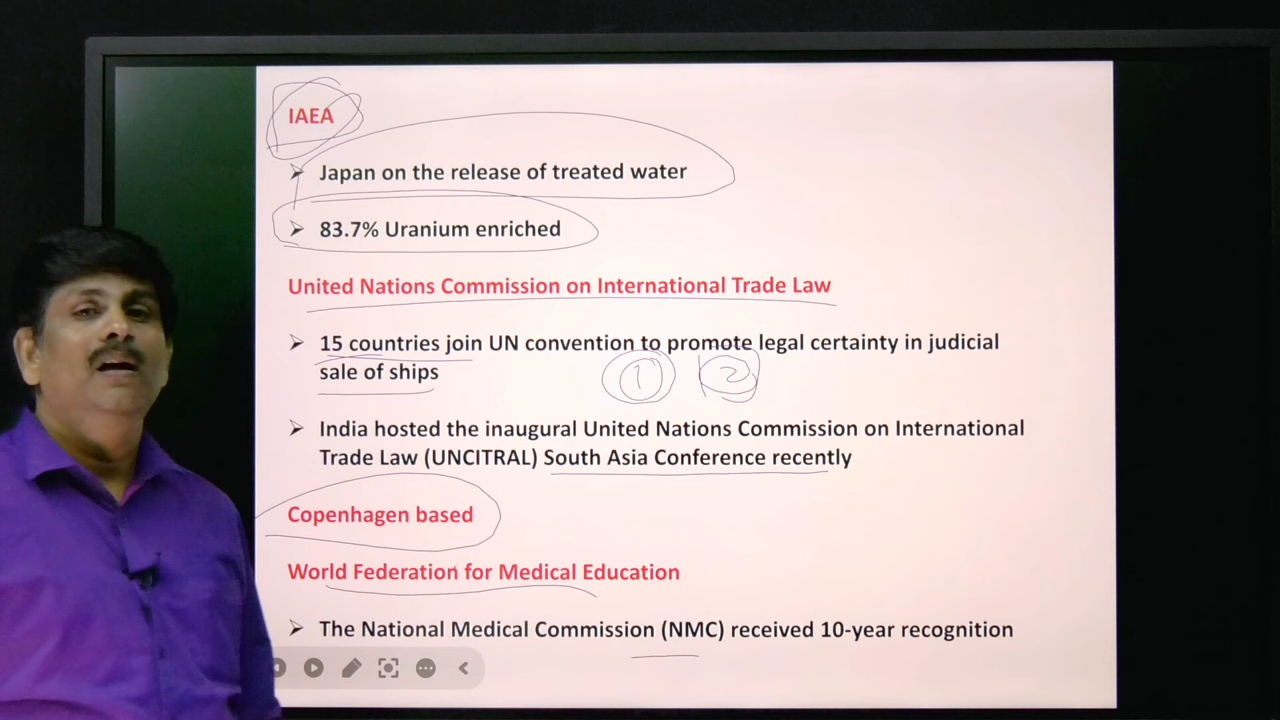 IAEA
➢ Japan on the release of treated water
➢ 83.7% Uranium enriched
United Nations Commission on International Trade Law
➢ 15 countries join UN convention to promote legal certainty in judicial
sale of ships
1 2
➢ India hosted the inaugural United Nations Commission on International
Trade Law (UNCITRAL) South Asia Conference recently
Copenhagen based
World Federation for Medical Education
➢ The National Medical Commission (NMC) received 10-year recognition